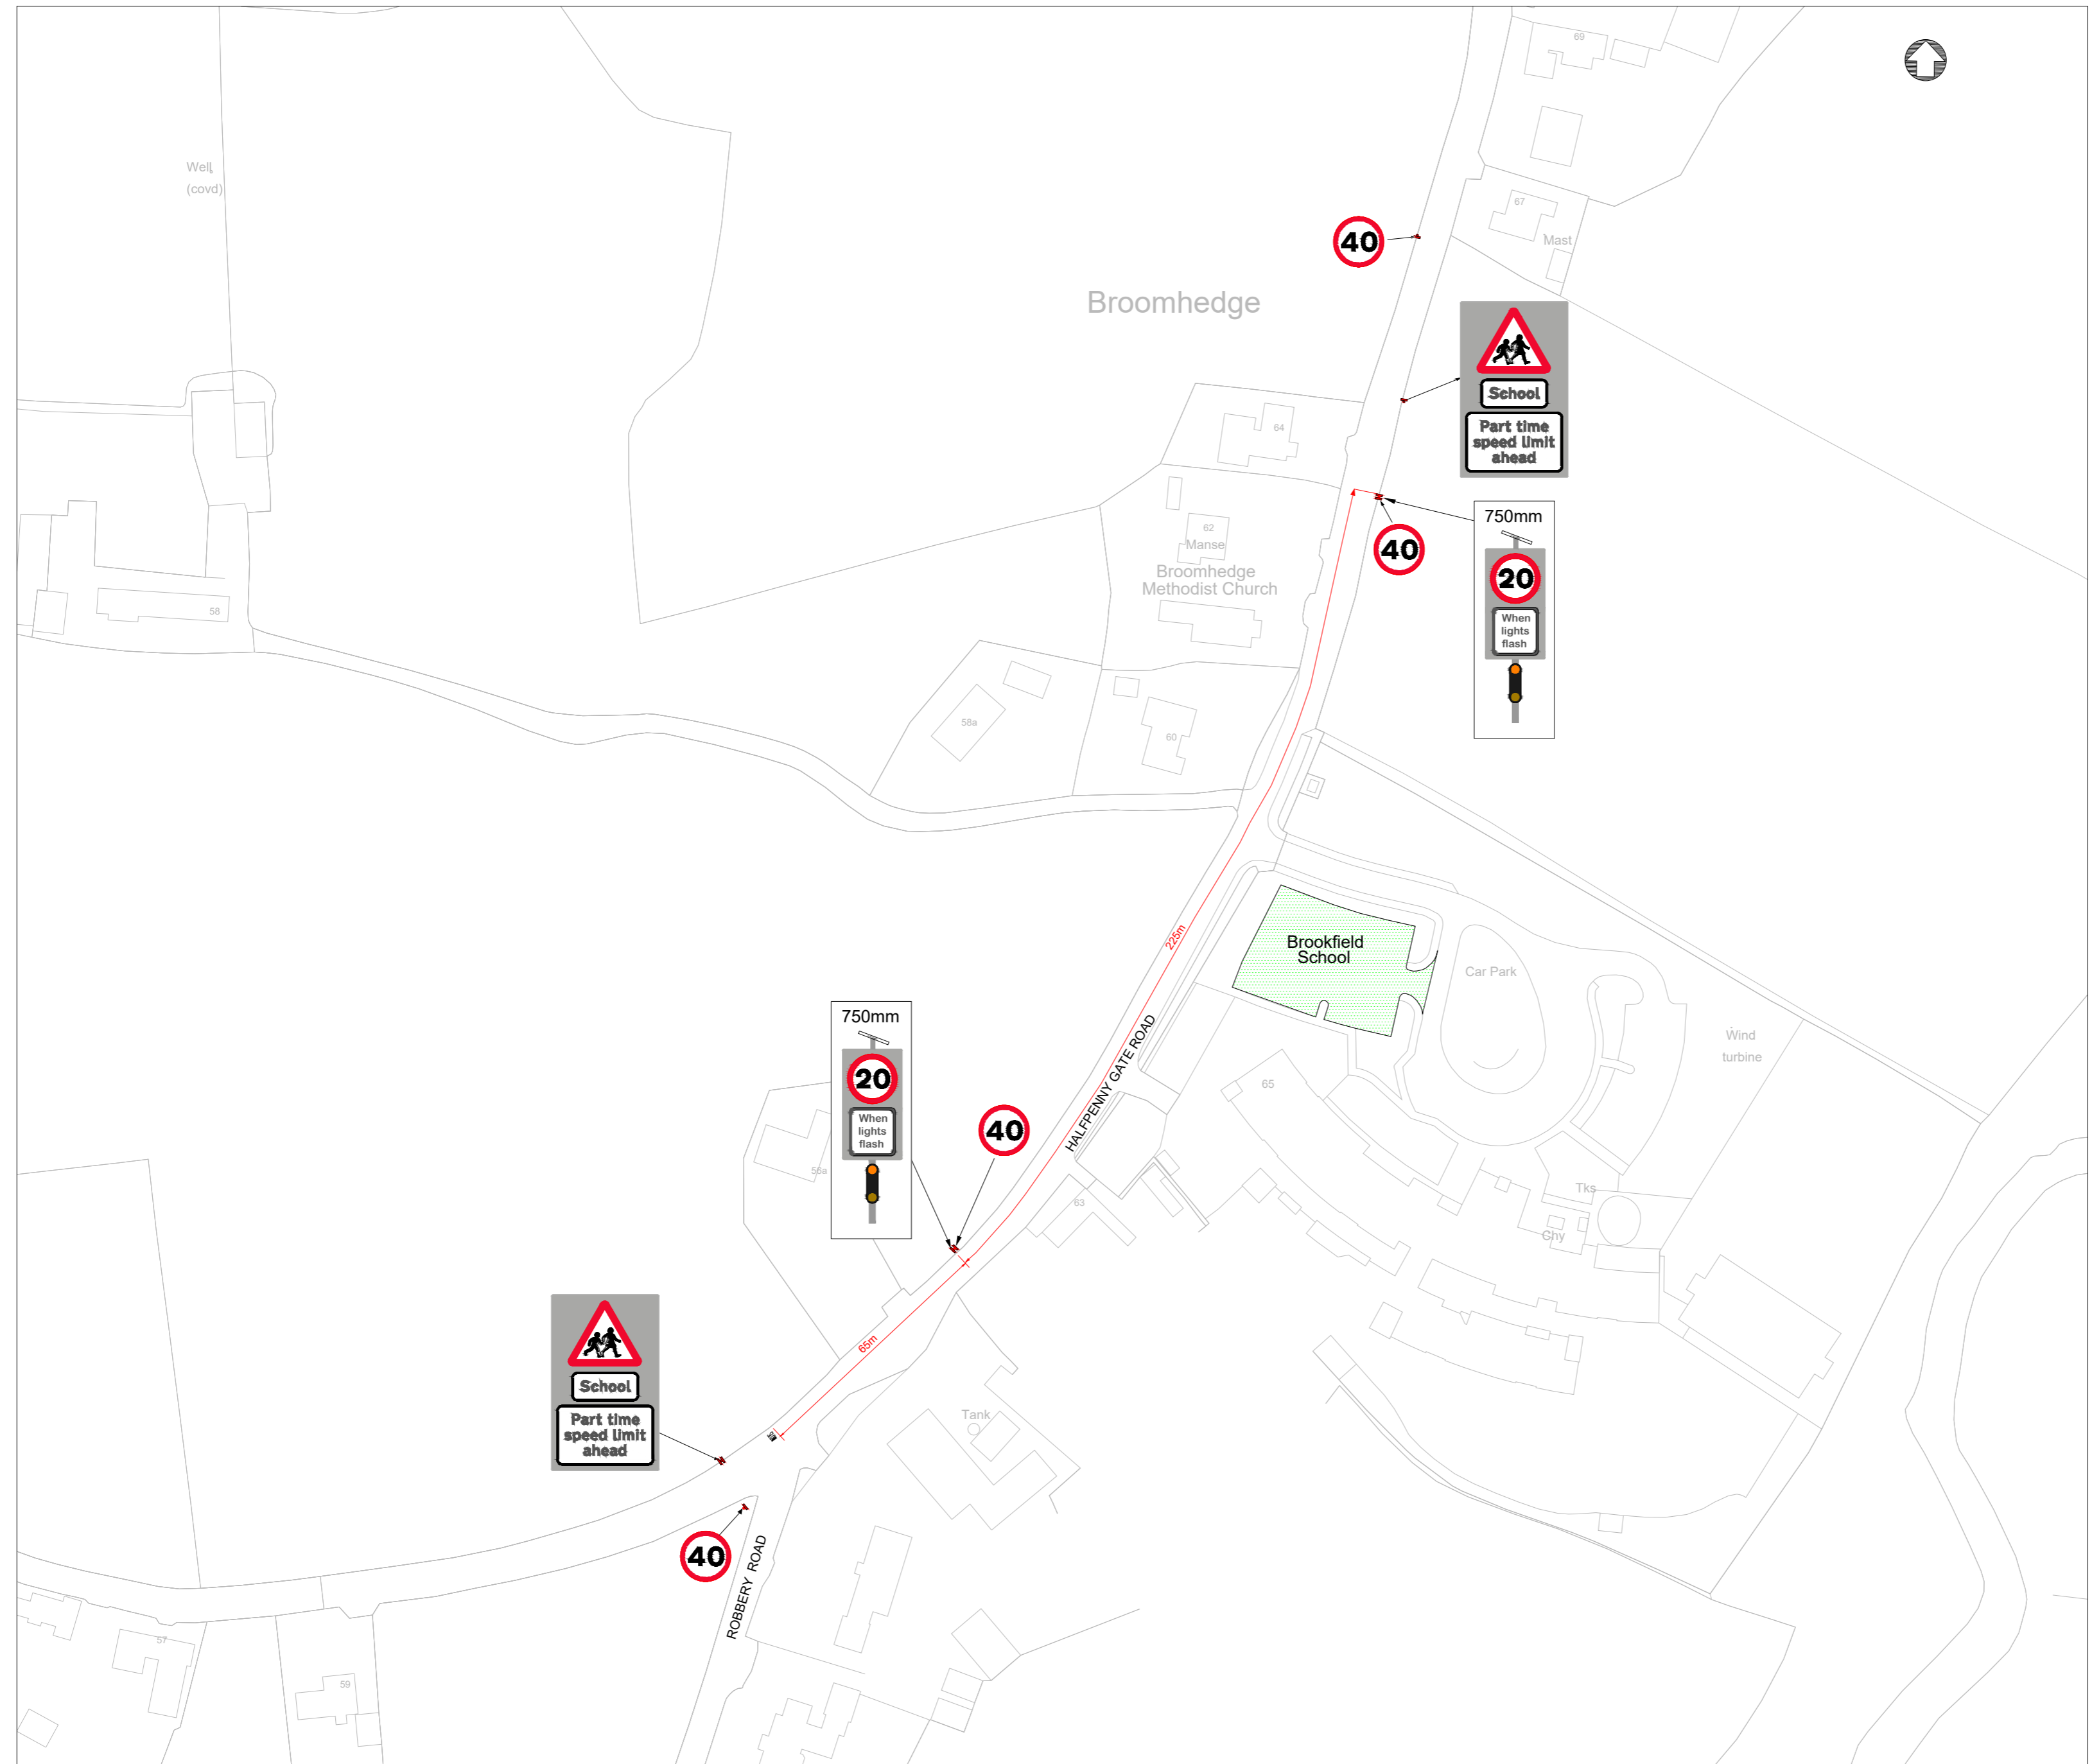 69
Well
(covd)
67
Mast
40
Broomhedge
School
Part time
speed limit
ahead
64
750mm
20
When
lights
flash
40
62
Manse
Broomhedge
Methodist Church
58
58a
60
225m
Brookfield
School
Car Park
Wind
turbine
750mm
20
When
lights
flash
40
HALFPENNY GATE ROAD
65
56a
63
Tks
Chy
School
Part time
speed limit
ahead
65m
Tank
40
ROBBERY ROAD
57
59